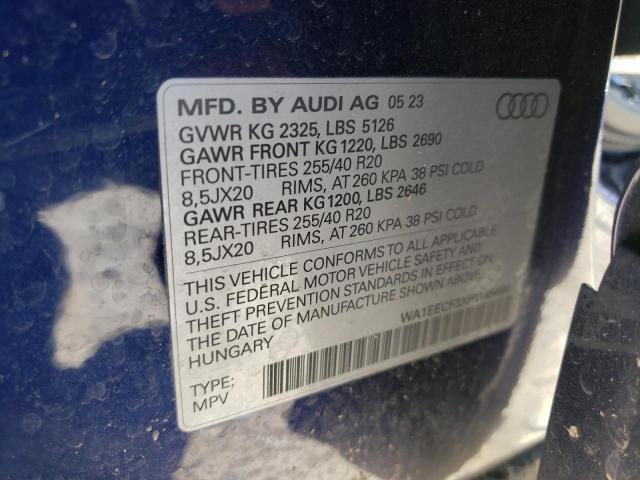 MFD. BY AUDI AG 05 23
GVWR KG 2325, LBS 5126
GAWR FRONT KG 1220, LBS 2690
FRONT-TIRES 255/40 R20
8,5JX20 RIMS, AT 260 KPA 38 PSI COLD
GAWR REAR KG1200, LBS 2646
REAR-TIRES 255/40 R20
8,5JX20 RIMS, AT 260 KPA 38 PSI COLD
THIS VEHICLE CONFORMS TO ALL APPLICABLE
U.S. FEDERAL MOTOR VEHICLE SAFETY AND
THEFT PREVENTION STANDARDS IN EFFECT ON
THE DATE OF MANUFACTURE SHOWN ABOVE.
HUNGARY
TYPE:
MPV